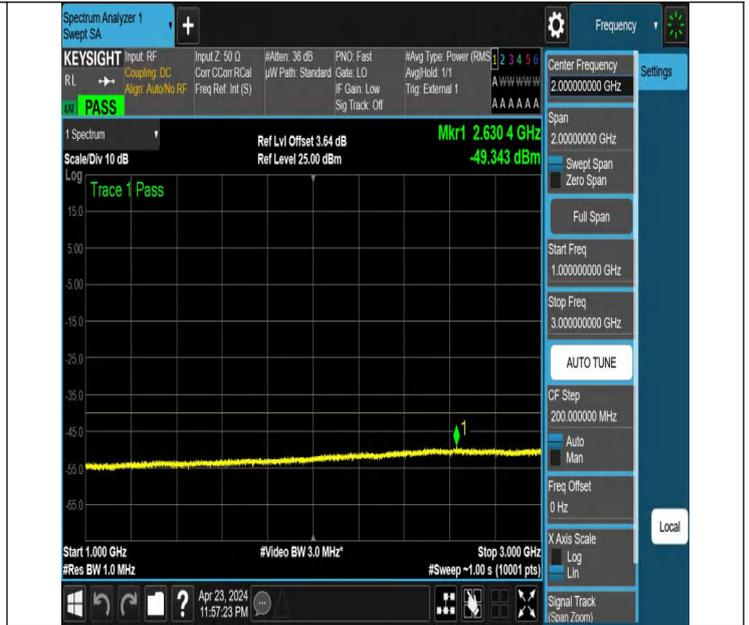 Spectrum Analyzer 1
Swept SA
+
Frequency
KEYSIGHT
RL
PASS
Input: RF
Coupling: DC
Align: Auto/No RF
Input Z: 50 Ω
Corr CCorr RCal
Freq Ref: Int (S)
#Atten: 36 dB
µW Path: Standard
PNO: Fast
Gate: LO
IF Gain: Low
Sig Track: Off
#Avg Type: Power (RMS
Avg|Hold: 1/1
Trig: External 1
1 2 3 4 5 6
A W W W W W
A A A A A A
1 Spectrum
Scale/Div 10 dB
Ref Lvl Offset 3.64 dB
Ref Level 25.00 dBm
Mkr1 2.630 4 GHz
-49.343 dBm
Log
Trace 1 Pass
15.0
5.00
-5.00
-15.0
-25.0
-35.0
-45.0
-55.0
-65.0
1
Start 1.000 GHz
#Res BW 1.0 MHz
#Video BW 3.0 MHz*
Stop 3.000 GHz
#Sweep ~1.00 s (10001 pts)
?
Apr 23, 2024
11:57:23 PM
Center Frequency
2.000000000 GHz
Span
2.00000000 GHz
Swept Span
Zero Span
Full Span
Start Freq
1.000000000 GHz
Stop Freq
3.000000000 GHz
AUTO TUNE
CF Step
200.000000 MHz
Auto
Man
Freq Offset
0 Hz
X Axis Scale
Log
Lin
Signal Track
(Span Zoom)
Settings
Local